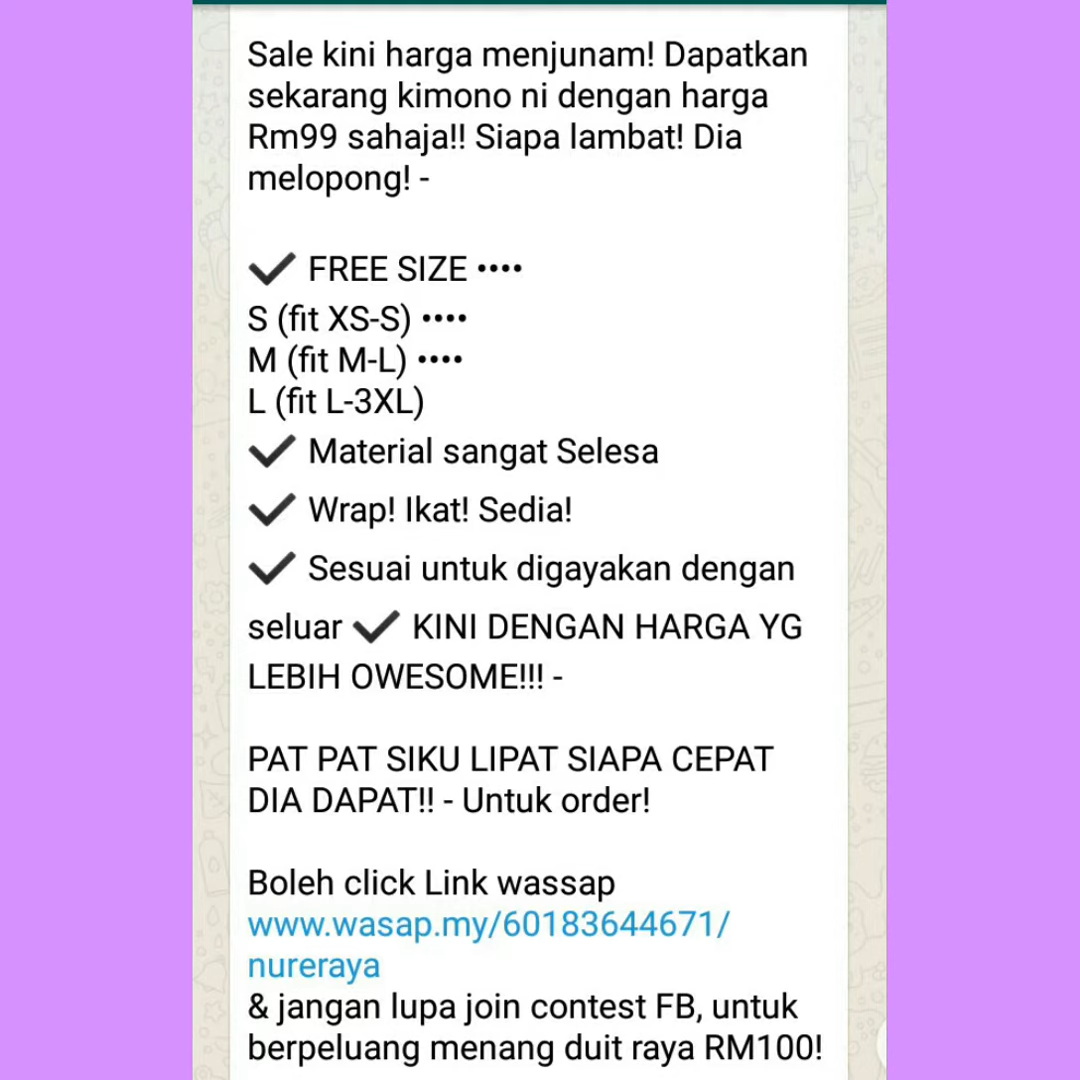 Sale kini harga menjunam! Dapatkan
sekarang kimono ni dengan harga
Rm99 sahaja!! Siapa lambat! Dia
melopong! -
✔ FREE SIZE ••••
S (fit XS-S) ••••
M (fit M-L) ••••
L (fit L-3XL)
✔ Material sangat Selesa
✔ Wrap! Ikat! Sedia!
✔ Sesuai untuk digayakan dengan
seluar ✔ KINI DENGAN HARGA YG
LEBIH OWESOME!!! -
PAT PAT SIKU LIPAT SIAPA CEPAT
DIA DAPAT!! - Untuk order!
Boleh click Link wassap
www.wasap.my/60183644671/
nureraya
& jangan lupa join contest FB, untuk
berpeluang menang duit raya RM100!